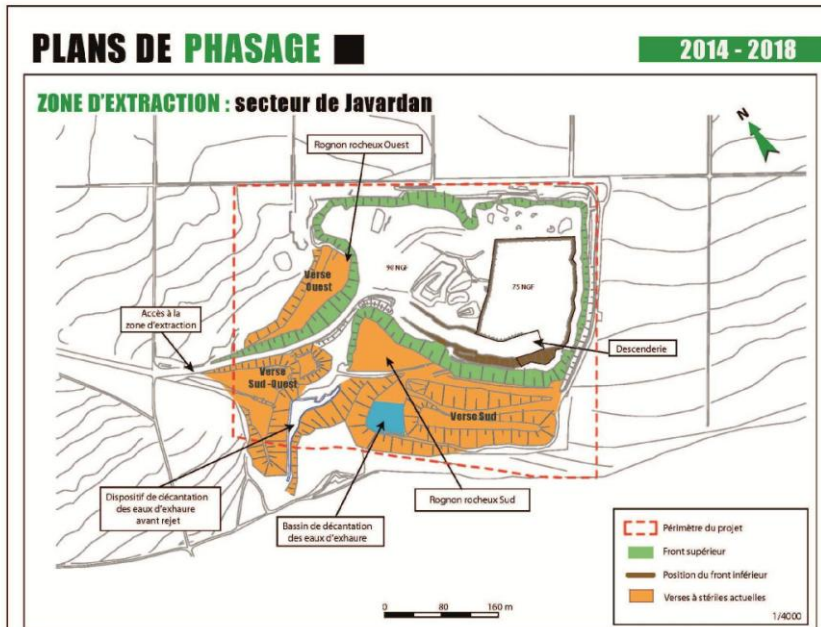 PLANS DE PHASAGE
2014 - 2018
ZONE D'EXTRACTION : secteur de Javardan
N
Rognon rocheux Ouest
Verse
Ouest
90 NGF
75 NGF
Accès à la
zone d'extraction
Descenderie
Verse
Sud-Ouest
Verse Sud
Dispositif de décantation
des eaux d'exhaure
avant rejet
Bassin de décantation
des eaux d'exhaure
Rognon rocheux Sud
Périmètre du projet
Front supérieur
Position du front inférieur
Verses à stériles actuelles
0 80 160 m
1/4000